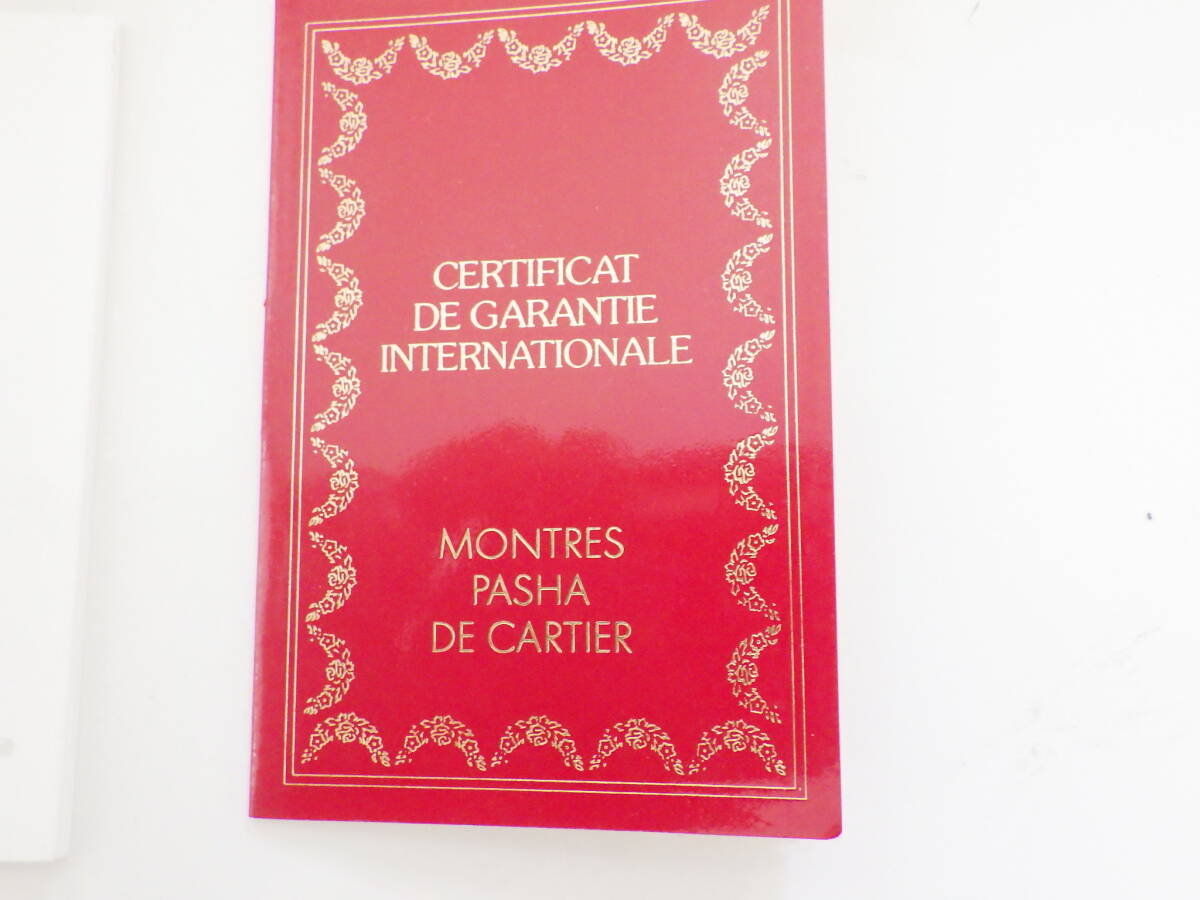 CERTIFICAT
DE GARANTIE
INTERNATIONALE
MONTRES
PASHA
DE CARTIER